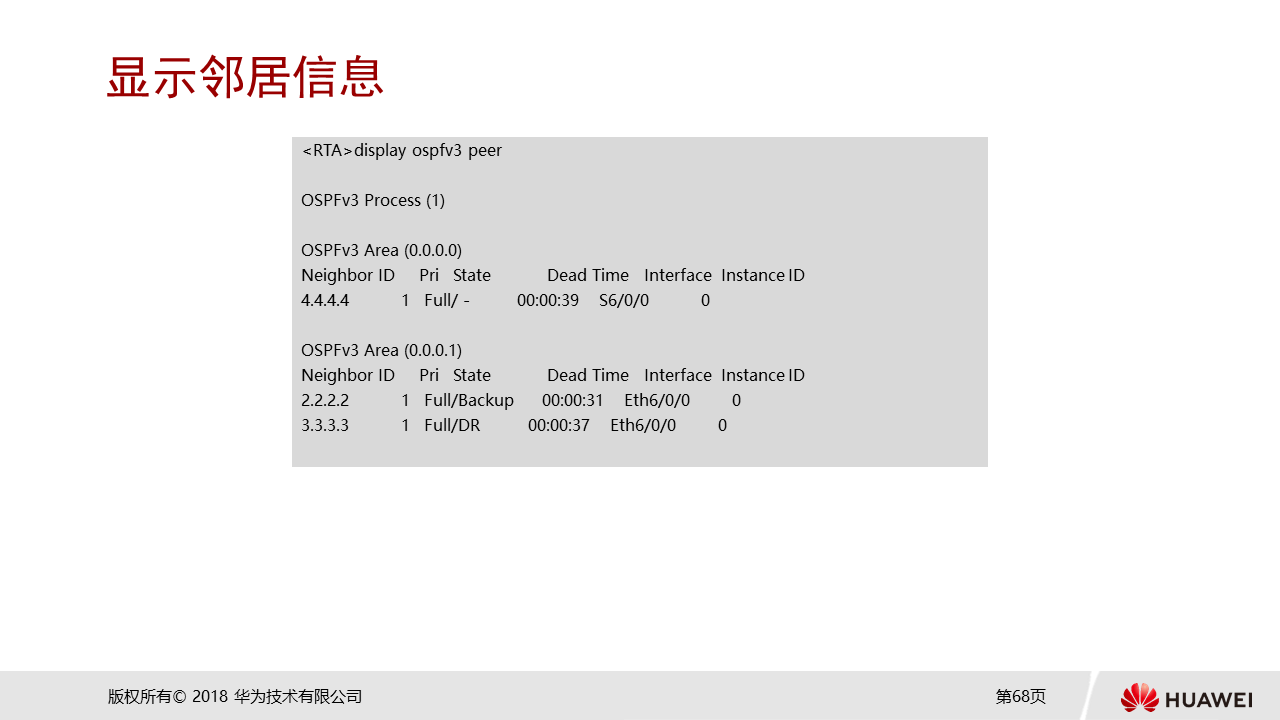 显示邻居信息
<RTA>display ospfv3 peer
OSPFv3 Process (1)
OSPFv3 Area (0.0.0.0)
Neighbor ID Pri State Dead Time Interface Instance ID
4.4.4.4 1 Full/ - 00:00:39 S6/0/0 0
OSPFv3 Area (0.0.0.1)
Neighbor ID Pri State Dead Time Interface Instance ID
2.2.2.2 1 Full/Backup 00:00:31 Eth6/0/0 0
3.3.3.3 1 Full/DR 00:00:37 Eth6/0/0 0
版权所有© 2018 华为技术有限公司
第68页
HUAWEI